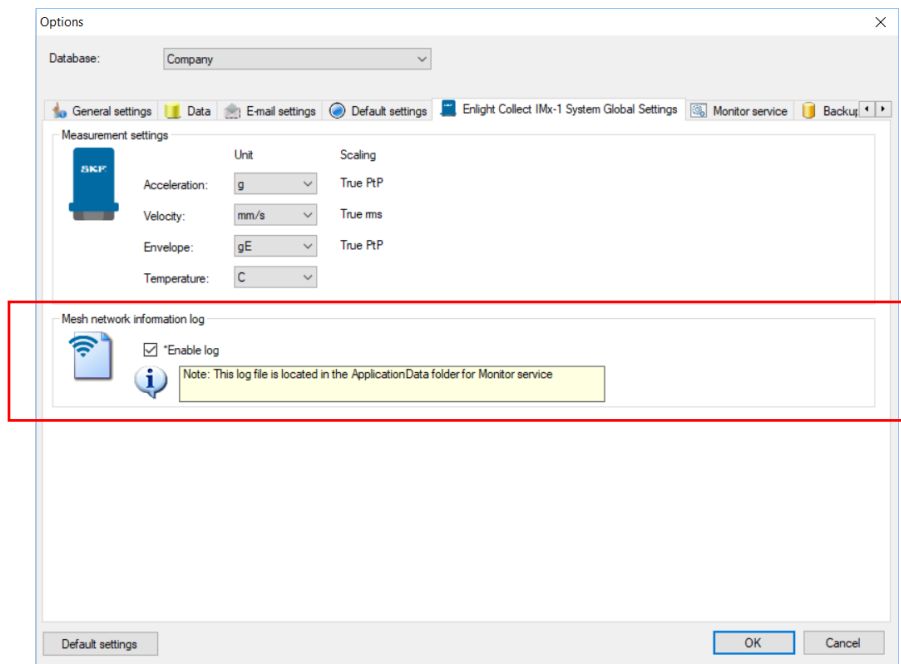 Options
Database: Company
General settings Data E-mail settings Default settings Enlight Collect IMx-1 System Global Settings Monitor service Backup
Measurement settings
SKF
Unit Scaling
Acceleration: g True PtP
Velocity: mm/s True rms
Envelope: gE True PtP
Temperature: C
Mesh network information log
*Enable log
i
Note: This log file is located in the ApplicationData folder for Monitor service
Default settings OK Cancel